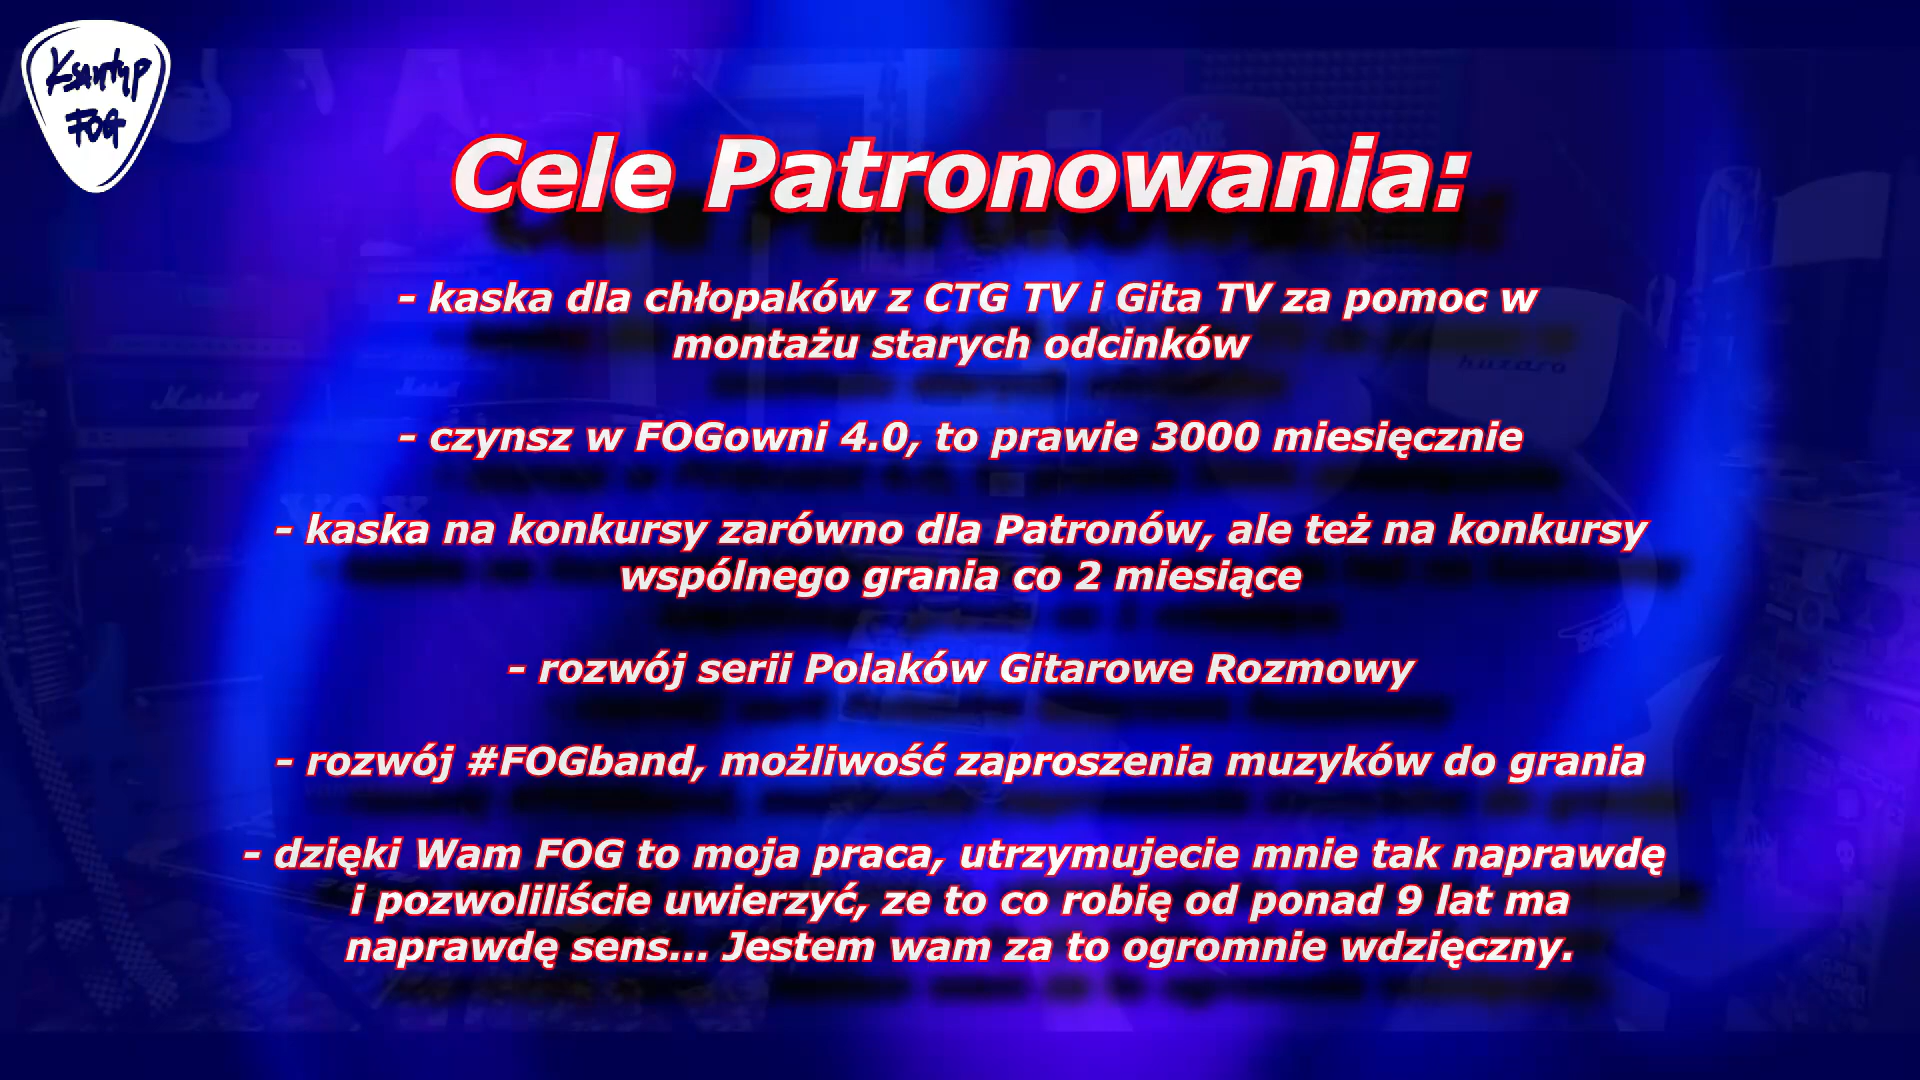 Ksantyp
FOG
Cele Patronowania:
- kaska dla chłopaków z CTG TV i Gita TV za pomoc w
montażu starych odcinków
huzaro
Marshall
- czynsz w FOGowni 4.0, to prawie 3000 miesięcznie
VOX
- kaska na konkursy zarówno dla Patronów, ale też na konkursy
wspólnego grania co 2 miesiące
- rozwój serii Polaków Gitarowe Rozmowy
- rozwój #FOGband, możliwość zaproszenia muzyków do grania
- dzięki Wam FOG to moja praca, utrzymujecie mnie tak naprawdę
i pozwoliliście uwierzyć, ze to co robię od ponad 9 lat ma
naprawdę sens... Jestem wam za to ogromnie wdzięczny.